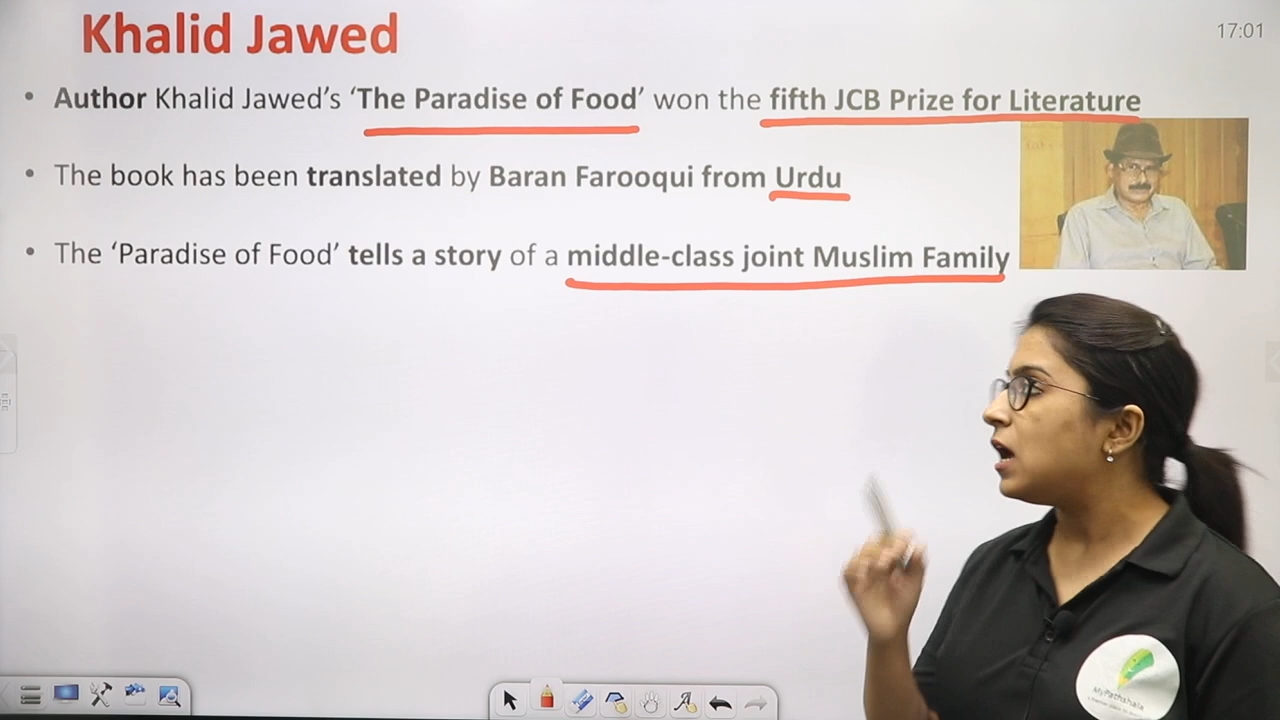 Khalid Jawed
17:01
• Author Khalid Jawed's 'The Paradise of Food' won the fifth JCB Prize for Literature
• The book has been translated by Baran Farooqui from Urdu
• The 'Paradise of Food' tells a story of a middle-class joint Muslim Family
MyPathshala